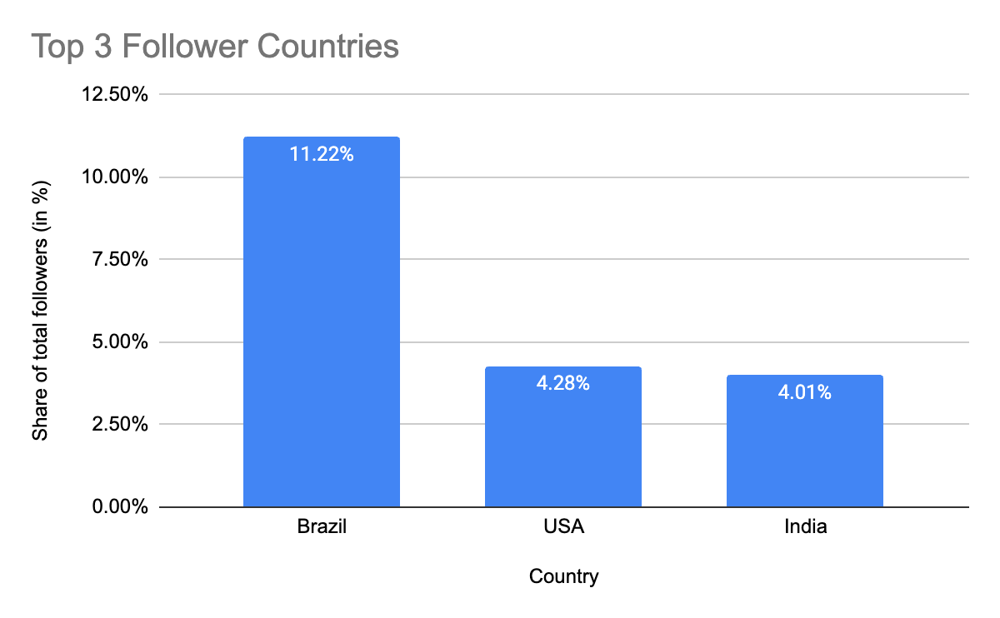 Top 3 Follower Countries
Share of total followers (in %)
12.50%
10.00%
7.50%
5.00%
2.50%
0.00%
11.22%
4.28%
4.01%
Brazil
USA
India
Country